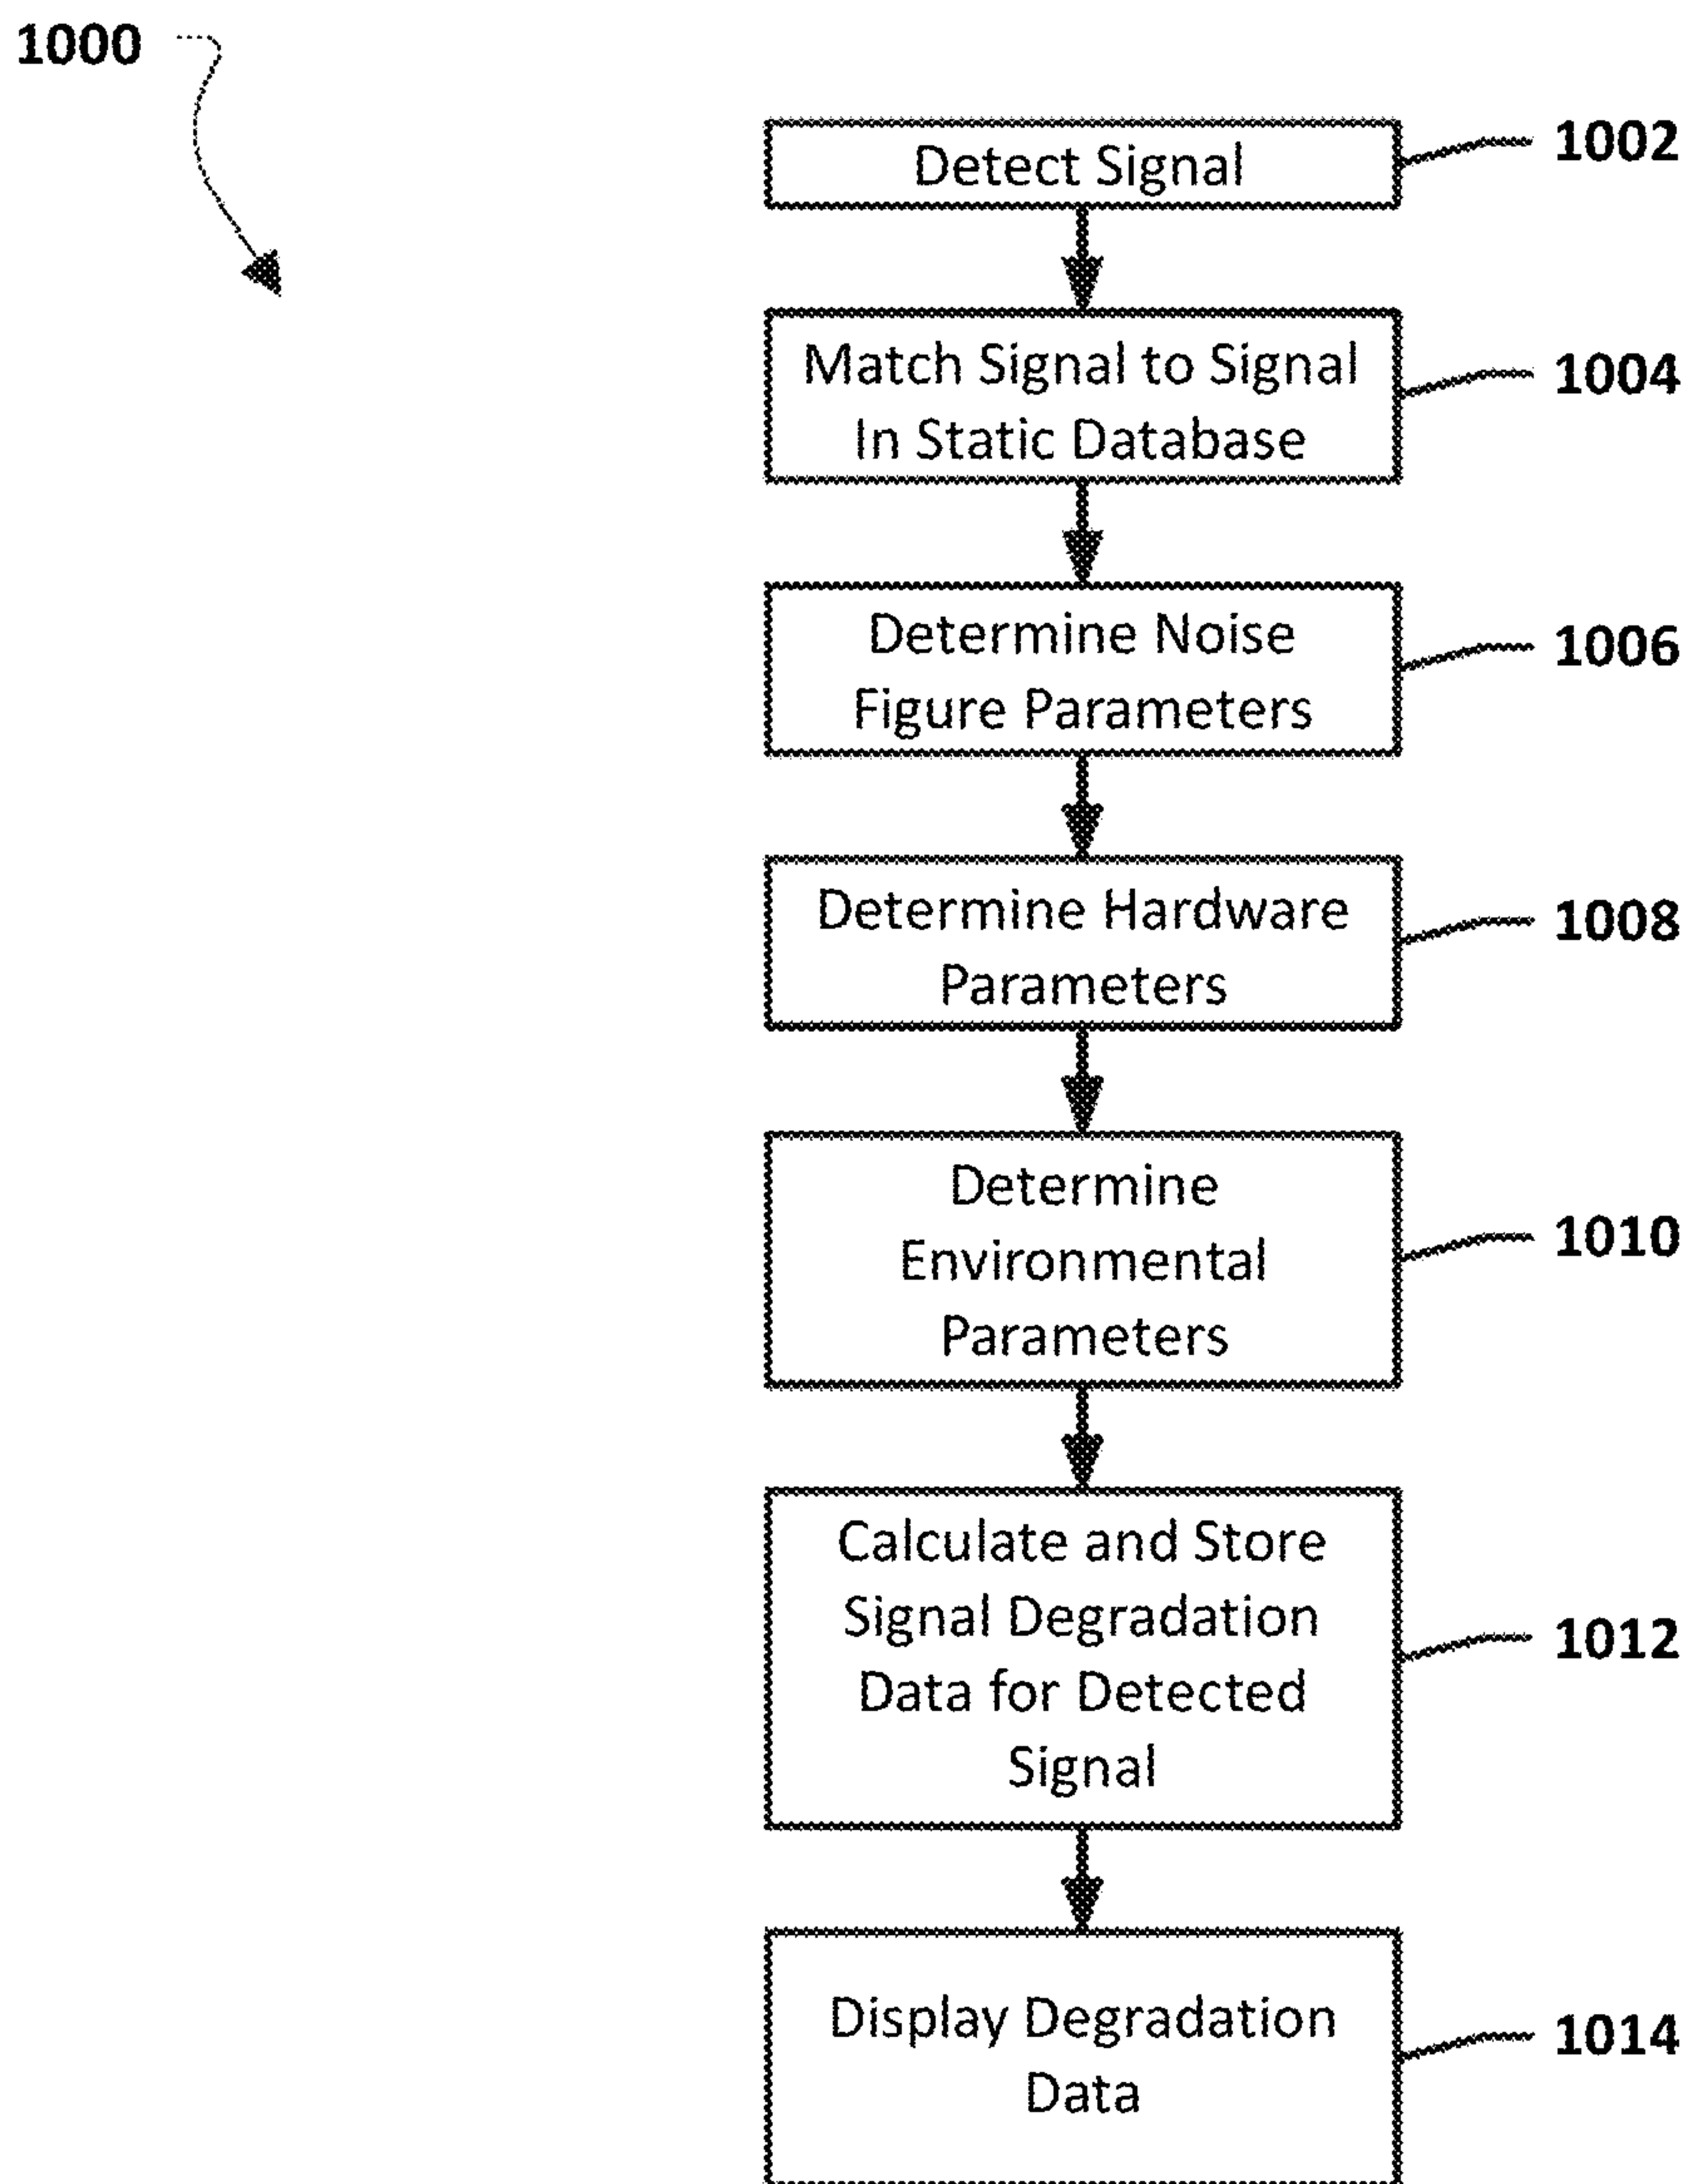 1000
Detect Signal
1002
Match Signal to Signal
In Static Database
1004
Determine Noise
Figure Parameters
1006
Determine Hardware
Parameters
1008
Determine
Environmental
Parameters
1010
Calculate and Store
Signal Degradation
Data for Detected
Signal
1012
Display Degradation
Data
1014